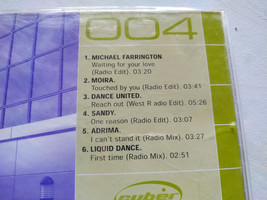 004
1. MICHAEL FARRINGTON
Waiting for your love
(Radio Edit). 03:20
2. MOIRA.
Touched by you (Radio Edit). 03:41
3. DANCE UNITED.
Reach out (West R adio Edit). 05:26
4. SANDY.
One reason (Radio Edit). 03:07
5. ADRIMA.
I can't stand it (Radio Mix). 03:27
6. LIQUID DANCE.
First time (Radio Mix). 02:51
cyber